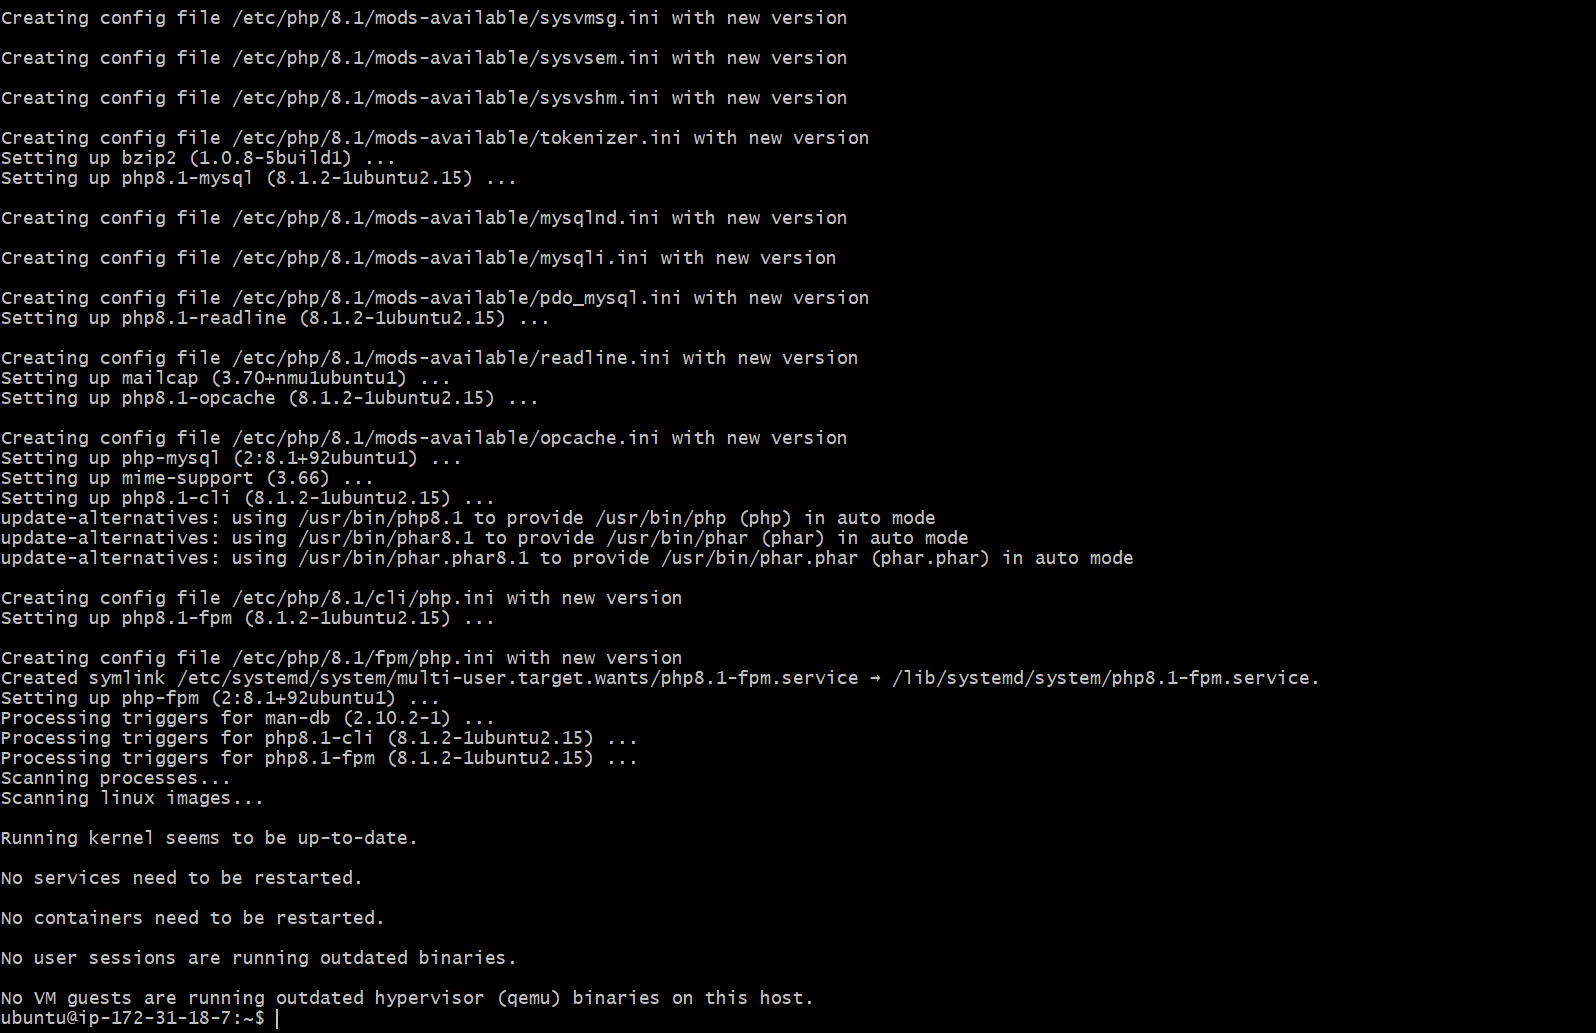 Creating config file /etc/php/8.1/mods-available/sysvmsg.ini with new version
Creating config file /etc/php/8.1/mods-available/sysvsem.ini with new version
Creating config file /etc/php/8.1/mods-available/sysvshm.ini with new version
Creating config file /etc/php/8.1/mods-available/tokenizer.ini with new version
Setting up bzip2 (1.0.8-5build1) ...
Setting up php8.1-mysql (8.1.2-1ubuntu2.15) ...
Creating config file /etc/php/8.1/mods-available/mysqlnd.ini with new version
Creating config file /etc/php/8.1/mods-available/mysqli.ini with new version
Creating config file /etc/php/8.1/mods-available/pdo_mysql.ini with new version
Setting up php8.1-readline (8.1.2-1ubuntu2.15) ...
Creating config file /etc/php/8.1/mods-available/readline.ini with new version
Setting up mailcap (3.70+nmu1ubuntu1) ...
Setting up php8.1-opcache (8.1.2-1ubuntu2.15) ...
Creating config file /etc/php/8.1/mods-available/opcache.ini with new version
Setting up php-mysql (2:8.1+92ubuntu1) ...
Setting up mime-support (3.66) ...
Setting up php8.1-cli (8.1.2-1ubuntu2.15) ...
update-alternatives: using /usr/bin/php8.1 to provide /usr/bin/php (php) in auto mode
update-alternatives: using /usr/bin/phar8.1 to provide /usr/bin/phar (phar) in auto mode
update-alternatives: using /usr/bin/phar.phar8.1 to provide /usr/bin/phar.phar (phar.phar) in auto mode
Creating config file /etc/php/8.1/cli/php.ini with new version
Setting up php8.1-fpm (8.1.2-1ubuntu2.15) ...
Creating config file /etc/php/8.1/fpm/php.ini with new version
Created symlink /etc/systemd/system/multi-user.target.wants/php8.1-fpm.service → /lib/systemd/system/php8.1-fpm.service.
Setting up php-fpm (2:8.1+92ubuntu1) ...
Processing triggers for man-db (2.10.2-1) ...
Processing triggers for php8.1-cli (8.1.2-1ubuntu2.15) ...
Processing triggers for php8.1-fpm (8.1.2-1ubuntu2.15) ...
Scanning processes...
Scanning linux images...
Running kernel seems to be up-to-date.
No services need to be restarted.
No containers need to be restarted.
No user sessions are running outdated binaries.
No VM guests are running outdated hypervisor (qemu) binaries on this host.
ubuntu@ip-172-31-18-7:~$